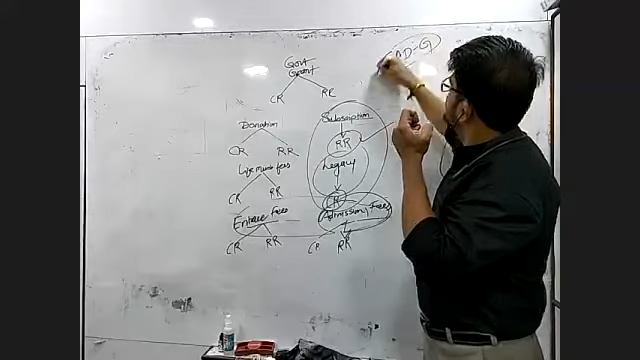 Govt
Grant
CR RR
Donation
CR RR
Life Memb fees
CR RR
Entrance Fees
CR RR
Subscription
RR
Legacy
CR
Admission Fees
CR RR